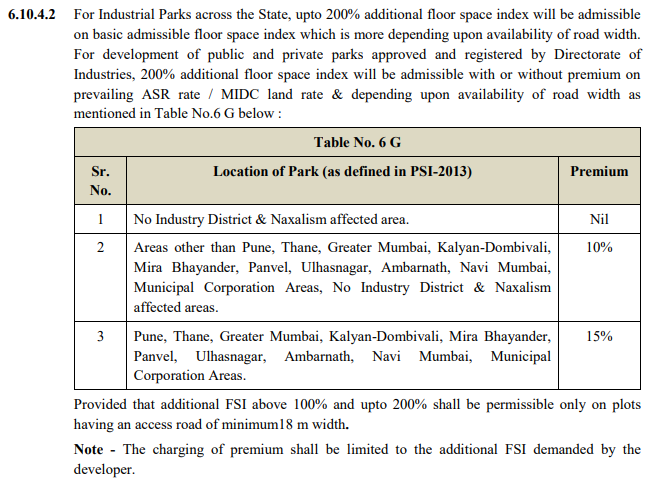 6.10.4.2 For Industrial Parks across the State, upto 200% additional floor space index will be admissible
on basic admissible floor space index which is more depending upon availability of road width.
For development of public and private parks approved and registered by Directorate of
Industries, 200% additional floor space index will be admissible with or without premium on
prevailing ASR rate / MIDC land rate & depending upon availability of road width as
mentioned in Table No.6 G below :
Table No. 6 G
Sr. No. Location of Park (as defined in PSI-2013) Premium
1 No Industry District & Naxalism affected area. Nil
2 Areas other than Pune, Thane, Greater Mumbai, Kalyan-Dombivali, 10%
Mira Bhayander, Panvel, Ulhasnagar, Ambarnath, Navi Mumbai,
Municipal Corporation Areas, No Industry District & Naxalism
affected areas.
3 Pune, Thane, Greater Mumbai, Kalyan-Dombivali, Mira Bhayander, 15%
Panvel, Ulhasnagar, Ambarnath, Navi Mumbai, Municipal
Corporation Areas.
Provided that additional FSI above 100% and upto 200% shall be permissible only on plots
having an access road of minimum18 m width.
Note - The charging of premium shall be limited to the additional FSI demanded by the
developer.